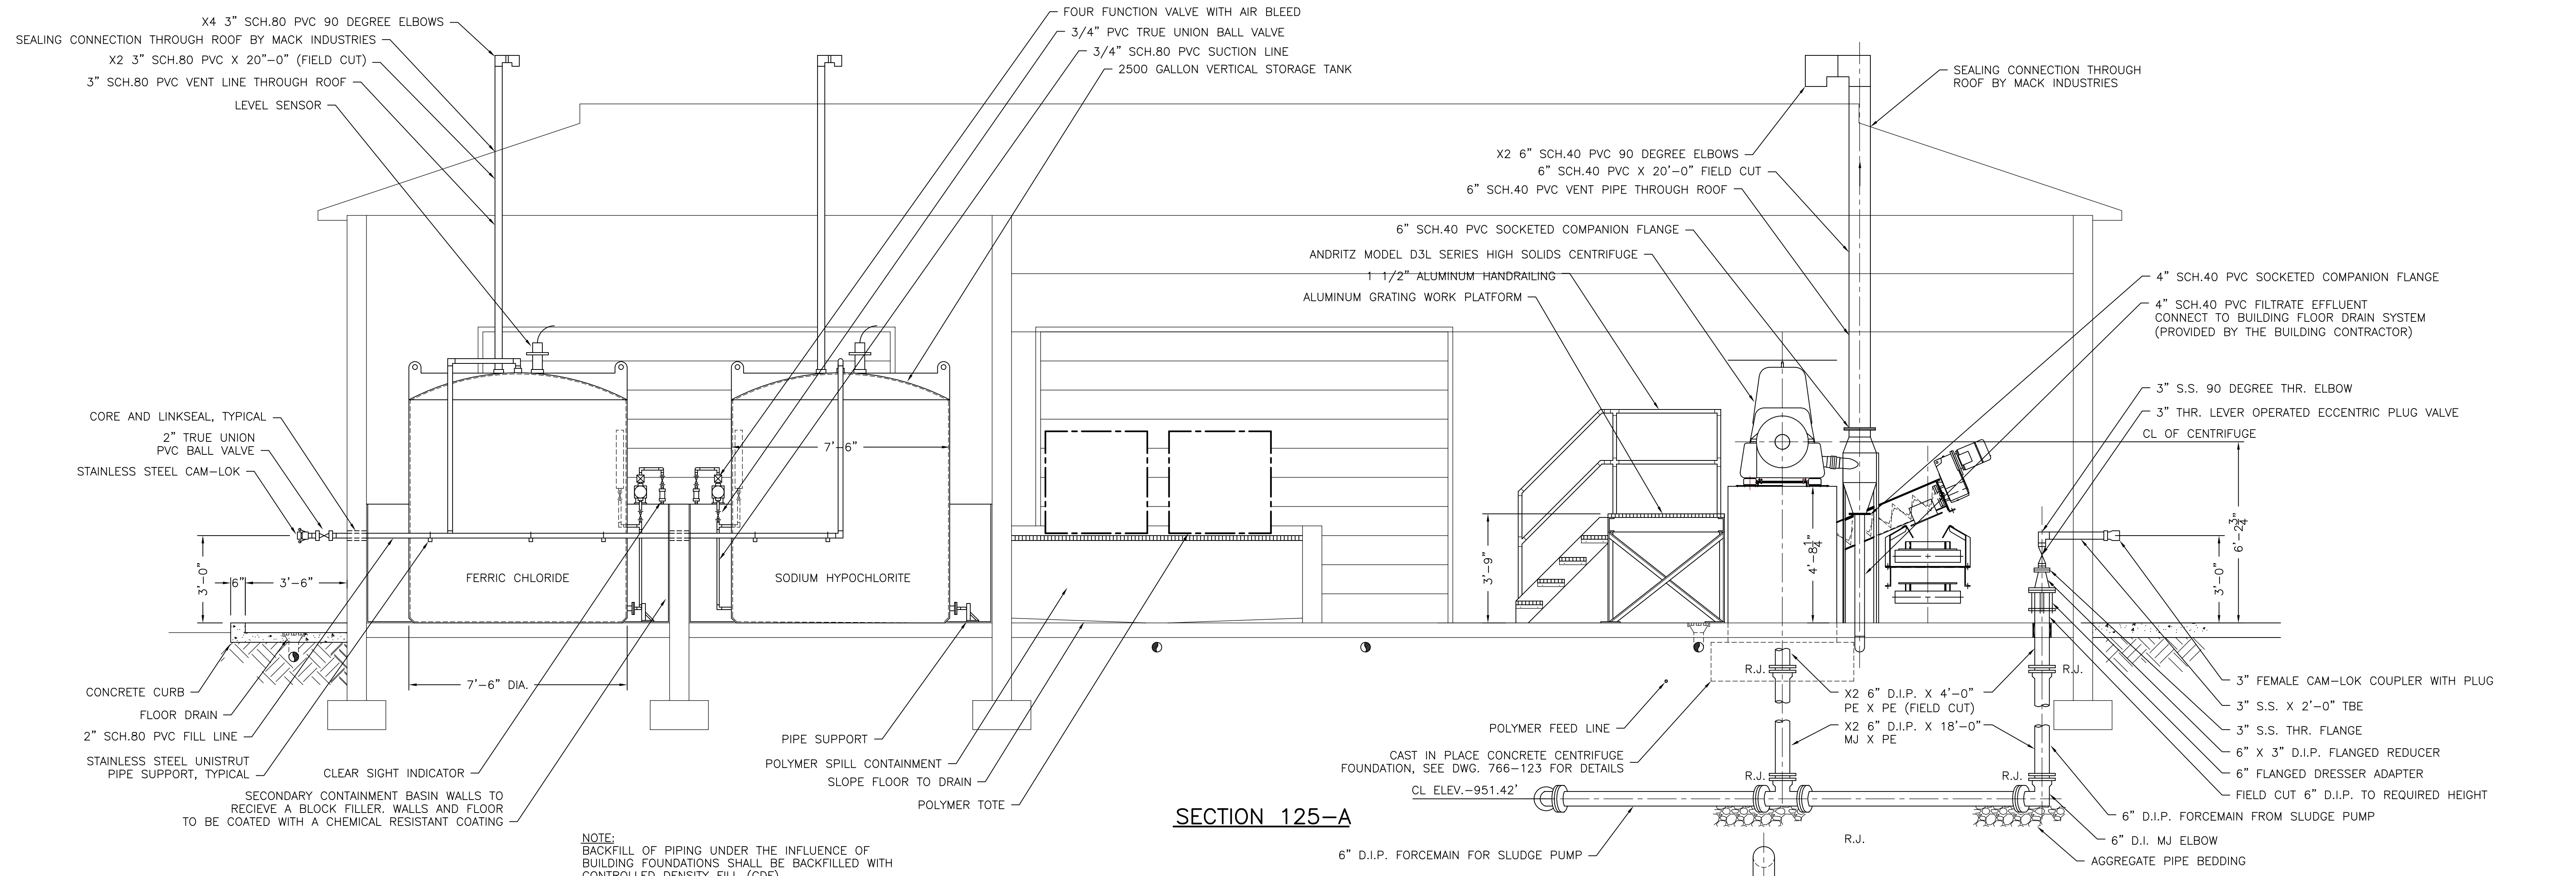 X4 3" SCH.80 PVC 90 DEGREE ELBOWS
SEALING CONNECTION THROUGH ROOF BY MACK INDUSTRIES
X2 3" SCH.80 PVC X 20"-0" (FIELD CUT)
3" SCH.80 PVC VENT LINE THROUGH ROOF
LEVEL SENSOR
FOUR FUNCTION VALVE WITH AIR BLEED
3/4" PVC TRUE UNION BALL VALVE
3/4" SCH.80 PVC SUCTION LINE
2500 GALLON VERTICAL STORAGE TANK
SEALING CONNECTION THROUGH
ROOF BY MACK INDUSTRIES
X2 6" SCH.40 PVC 90 DEGREE ELBOWS
6" SCH.40 PVC X 20'-0" FIELD CUT
6" SCH.40 PVC VENT PIPE THROUGH ROOF
6" SCH.40 PVC SOCKETED COMPANION FLANGE
ANDRITZ MODEL D3L SERIES HIGH SOLIDS CENTRIFUGE
1 1/2" ALUMINUM HANDRAILING
ALUMINUM GRATING WORK PLATFORM
4" SCH.40 PVC SOCKETED COMPANION FLANGE
4" SCH.40 PVC FILTRATE EFFLUENT
CONNECT TO BUILDING FLOOR DRAIN SYSTEM
(PROVIDED BY THE BUILDING CONTRACTOR)
3" S.S. 90 DEGREE THR. ELBOW
3" THR. LEVER OPERATED ECCENTRIC PLUG VALVE
CL OF CENTRIFUGE
CORE AND LINKSEAL, TYPICAL
2" TRUE UNION
PVC BALL VALVE
STAINLESS STEEL CAM-LOK
7'-6"
3'-0"
6"
3'-6"
FERRIC CHLORIDE
SODIUM HYPOCHLORITE
3'-9"
4'-8 1/4"
3'-0"
6'-2 3/4"
7'-6" DIA.
CONCRETE CURB
FLOOR DRAIN
2" SCH.80 PVC FILL LINE
STAINLESS STEEL UNISTRUT
PIPE SUPPORT, TYPICAL
CLEAR SIGHT INDICATOR
SECONDARY CONTAINMENT BASIN WALLS TO
RECIEVE A BLOCK FILLER. WALLS AND FLOOR
TO BE COATED WITH A CHEMICAL RESISTANT COATING
PIPE SUPPORT
POLYMER SPILL CONTAINMENT
SLOPE FLOOR TO DRAIN
POLYMER TOTE
R.J.
R.J.
X2 6" D.I.P. X 4'-0"
PE X PE (FIELD CUT)
X2 6" D.I.P. X 18'-0"
MJ X PE
POLYMER FEED LINE
CAST IN PLACE CONCRETE CENTRIFUGE
FOUNDATION, SEE DWG. 766-123 FOR DETAILS
R.J.
R.J.
CL ELEV.-951.42'
3" FEMALE CAM-LOK COUPLER WITH PLUG
3" S.S. X 2'-0" TBE
3" S.S. THR. FLANGE
6" X 3" D.I.P. FLANGED REDUCER
6" FLANGED DRESSER ADAPTER
FIELD CUT 6" D.I.P. TO REQUIRED HEIGHT
6" D.I.P. FORCEMAIN FROM SLUDGE PUMP
6" D.I. MJ ELBOW
AGGREGATE PIPE BEDDING
R.J.
6" D.I.P. FORCEMAIN FOR SLUDGE PUMP
SECTION 125-A
NOTE:
BACKFILL OF PIPING UNDER THE INFLUENCE OF
BUILDING FOUNDATIONS SHALL BE BACKFILLED WITH
CONTROLLED DENSITY FILL (CDF)